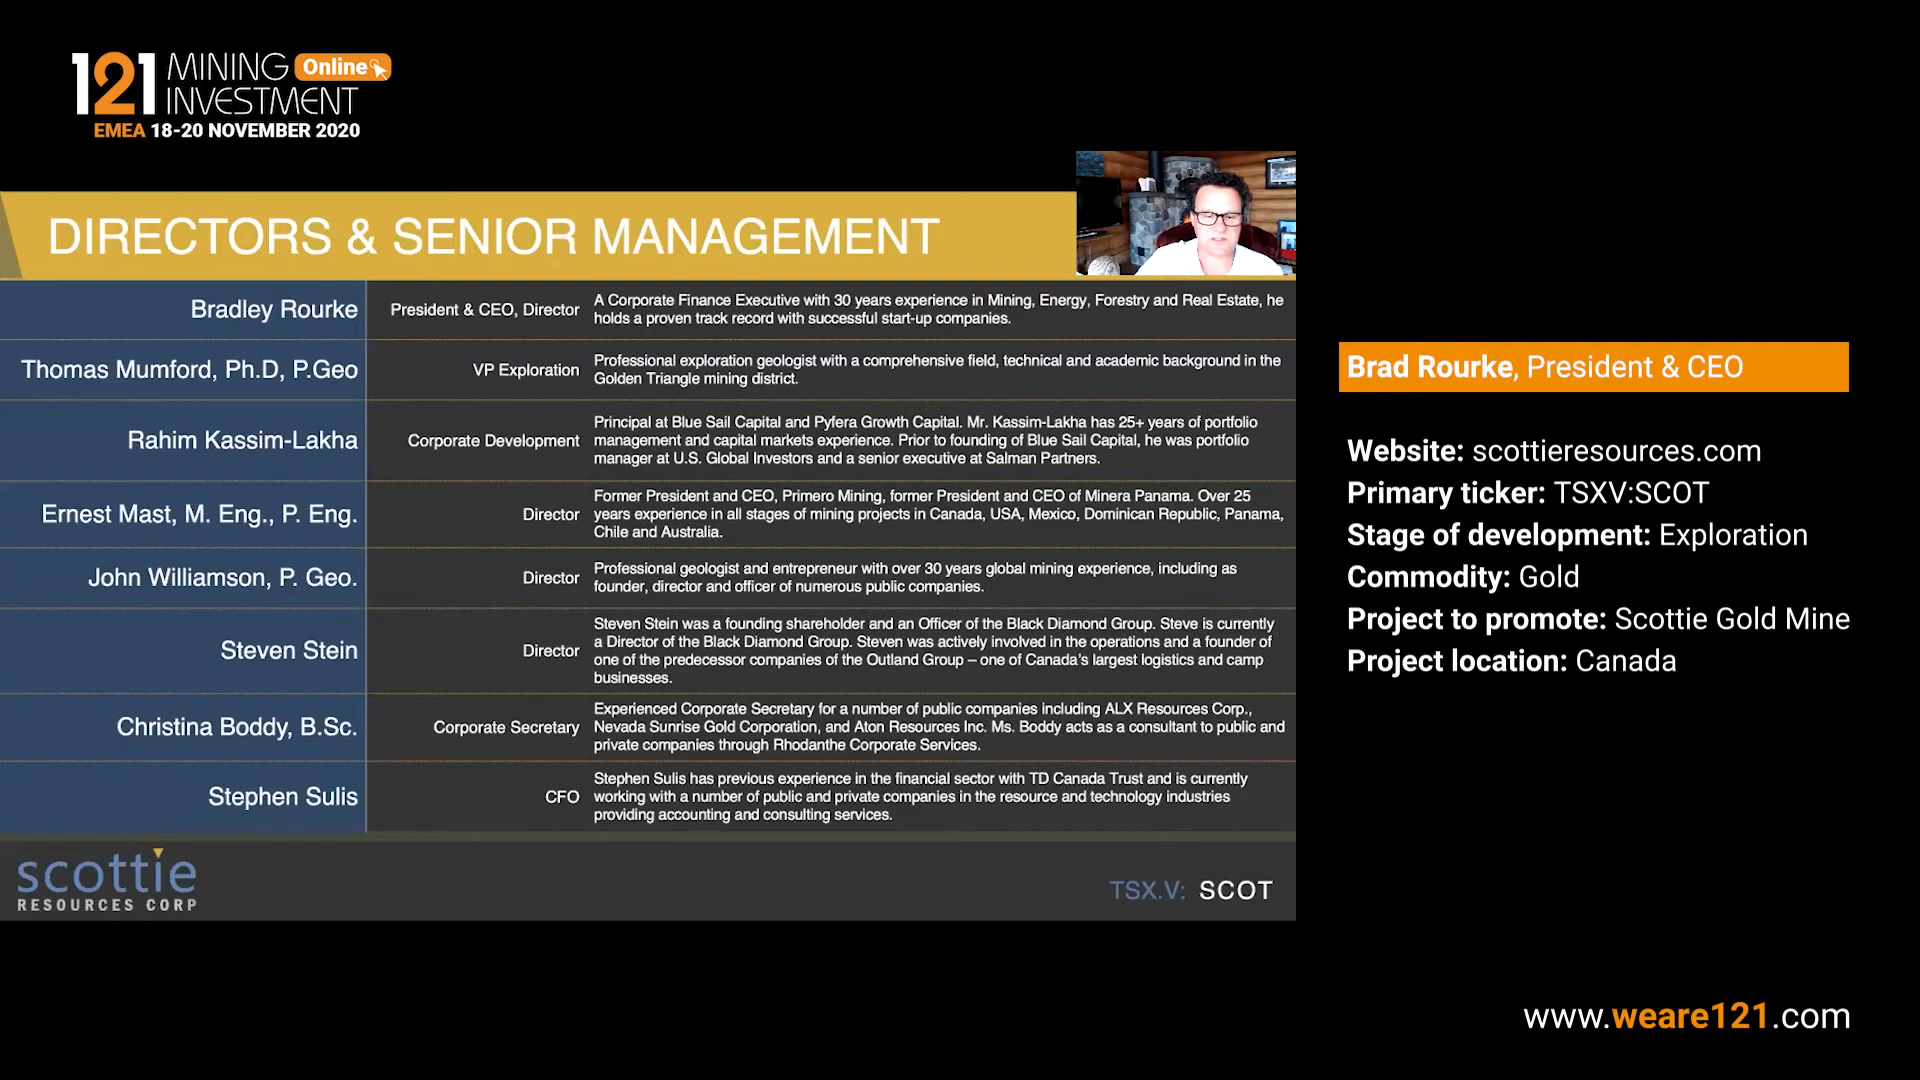 121 MINING Online
INVESTMENT
EMEA 18-20 NOVEMBER 2020
DIRECTORS & SENIOR MANAGEMENT
Bradley Rourke
President & CEO, Director
A Corporate Finance Executive with 30 years experience in Mining, Energy, Forestry and Real Estate, he
holds a proven track record with successful start-up companies.
Thomas Mumford, Ph.D, P.Geo
VP Exploration
Professional exploration geologist with a comprehensive field, technical and academic background in the
Golden Triangle mining district.
Rahim Kassim-Lakha
Corporate Development
Principal at Blue Sail Capital and Pyfera Growth Capital. Mr. Kassim-Lakha has 25+ years of portfolio
management and capital markets experience. Prior to founding of Blue Sail Capital, he was portfolio
manager at U.S. Global Investors and a senior executive at Salman Partners.
Ernest Mast, M. Eng., P. Eng.
Director
Former President and CEO, Primero Mining, former President and CEO of Minera Panama. Over 25
years experience in all stages of mining projects in Canada, USA, Mexico, Dominican Republic, Panama,
Chile and Australia.
John Williamson, P. Geo.
Director
Professional geologist and entrepreneur with over 30 years global mining experience, including as
founder, director and officer of numerous public companies.
Steven Stein
Director
Steven Stein was a founding shareholder and an Officer of the Black Diamond Group. Steve is currently
a Director of the Black Diamond Group. Steven was actively involved in the operations and a founder of
one of the predecessor companies of the Outland Group – one of Canada's largest logistics and camp
businesses.
Christina Boddy, B.Sc.
Corporate Secretary
Experienced Corporate Secretary for a number of public companies including ALX Resources Corp.,
Nevada Sunrise Gold Corporation, and Aton Resources Inc. Ms. Boddy acts as a consultant to public and
private companies through Rhodanthe Corporate Services.
Stephen Sulis
CFO
Stephen Sulis has previous experience in the financial sector with TD Canada Trust and is currently
working with a number of public and private companies in the resource and technology industries
providing accounting and consulting services.
scottie
RESOURCES CORP
TSX.V: SCOT
Brad Rourke, President & CEO
Website: scottieresources.com
Primary ticker: TSXV:SCOT
Stage of development: Exploration
Commodity: Gold
Project to promote: Scottie Gold Mine
Project location: Canada
www.weare121.com